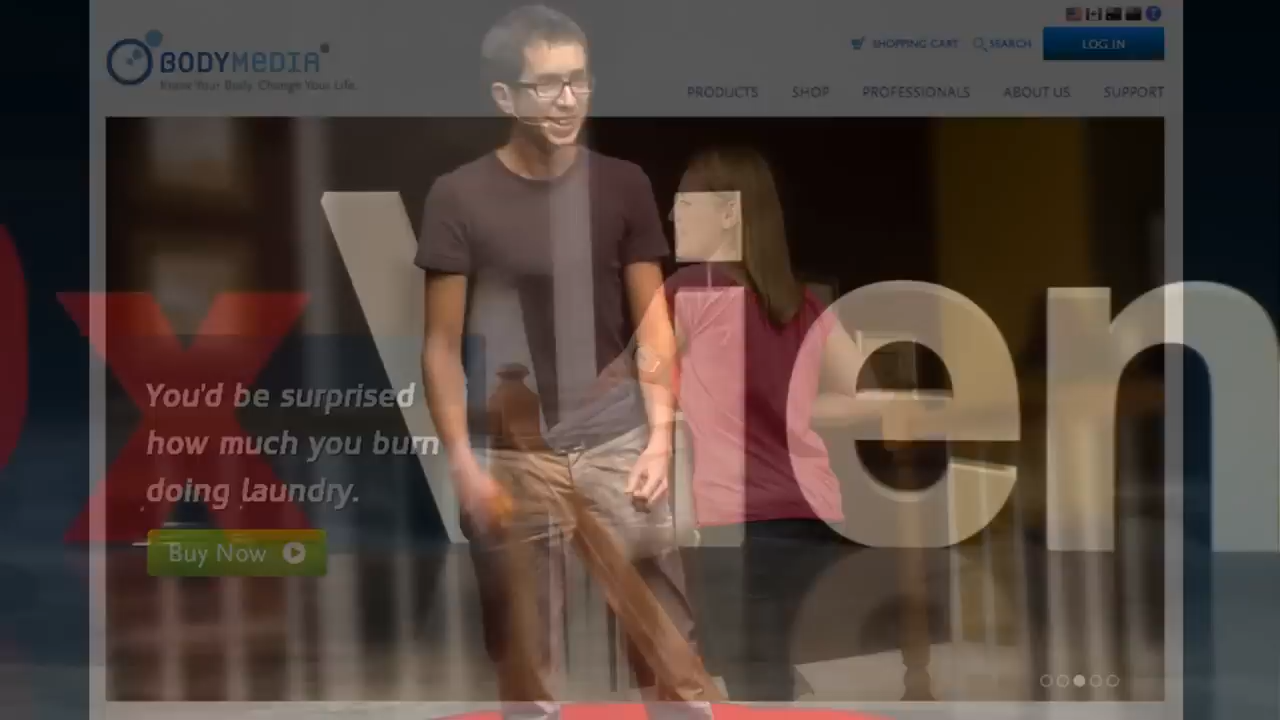 BODYMEDIA
Know Your Body. Change Your Life.
SHOPPING CART
SEARCH
LOG IN
PRODUCTS
SHOP
PROFESSIONALS
ABOUT US
SUPPORT
x Vien
You'd be surprised
how much you burn
doing laundry.
Buy Now